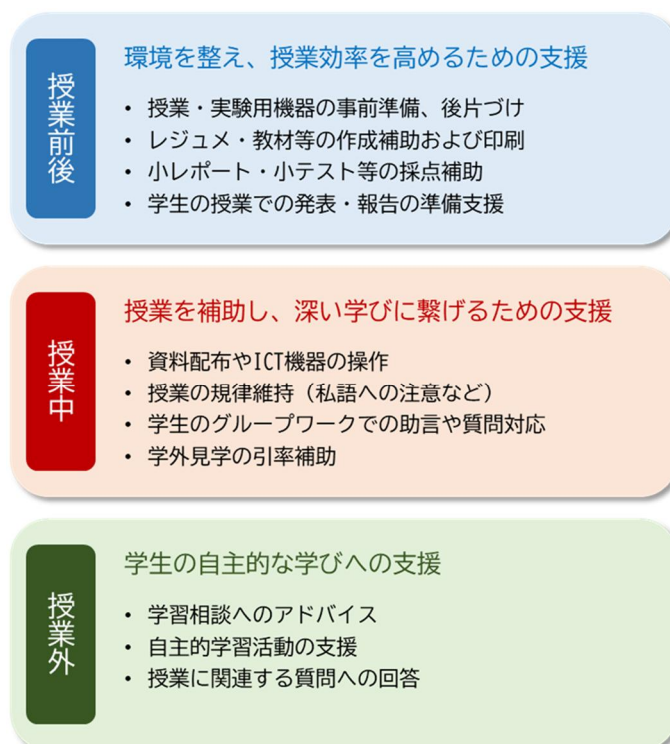 授業前後
環境を整え、授業効率を高めるための支援
• 授業・実験用機器の事前準備、後片づけ
• レジュメ・教材等の作成補助および印刷
• 小レポート・小テスト等の採点補助
• 学生の授業での発表・報告の準備支援
授業中
授業を補助し、深い学びに繋げるための支援
• 資料配布やICT機器の操作
• 授業の規律維持（私語への注意など）
• 学生のグループワークでの助言や質問対応
• 学外見学の引率補助
授業外
学生の自主的な学びへの支援
• 学習相談へのアドバイス
• 自主的学習活動の支援
• 授業に関連する質問への回答